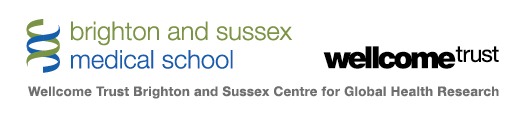 brighton and sussex
medical school
wellcometrust
Wellcome Trust Brighton and Sussex Centre for Global Health Research